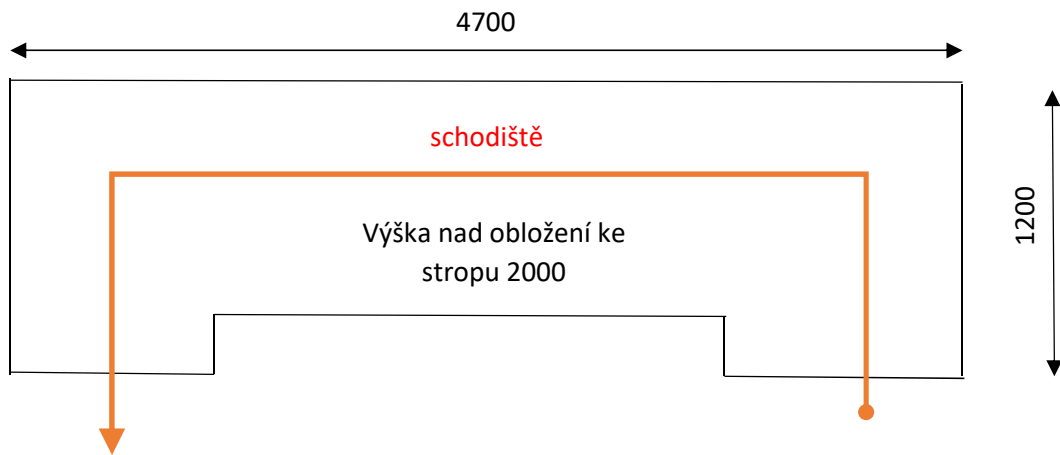 4700
schodiště
Výška nad obložení ke
stropu 2000
1200